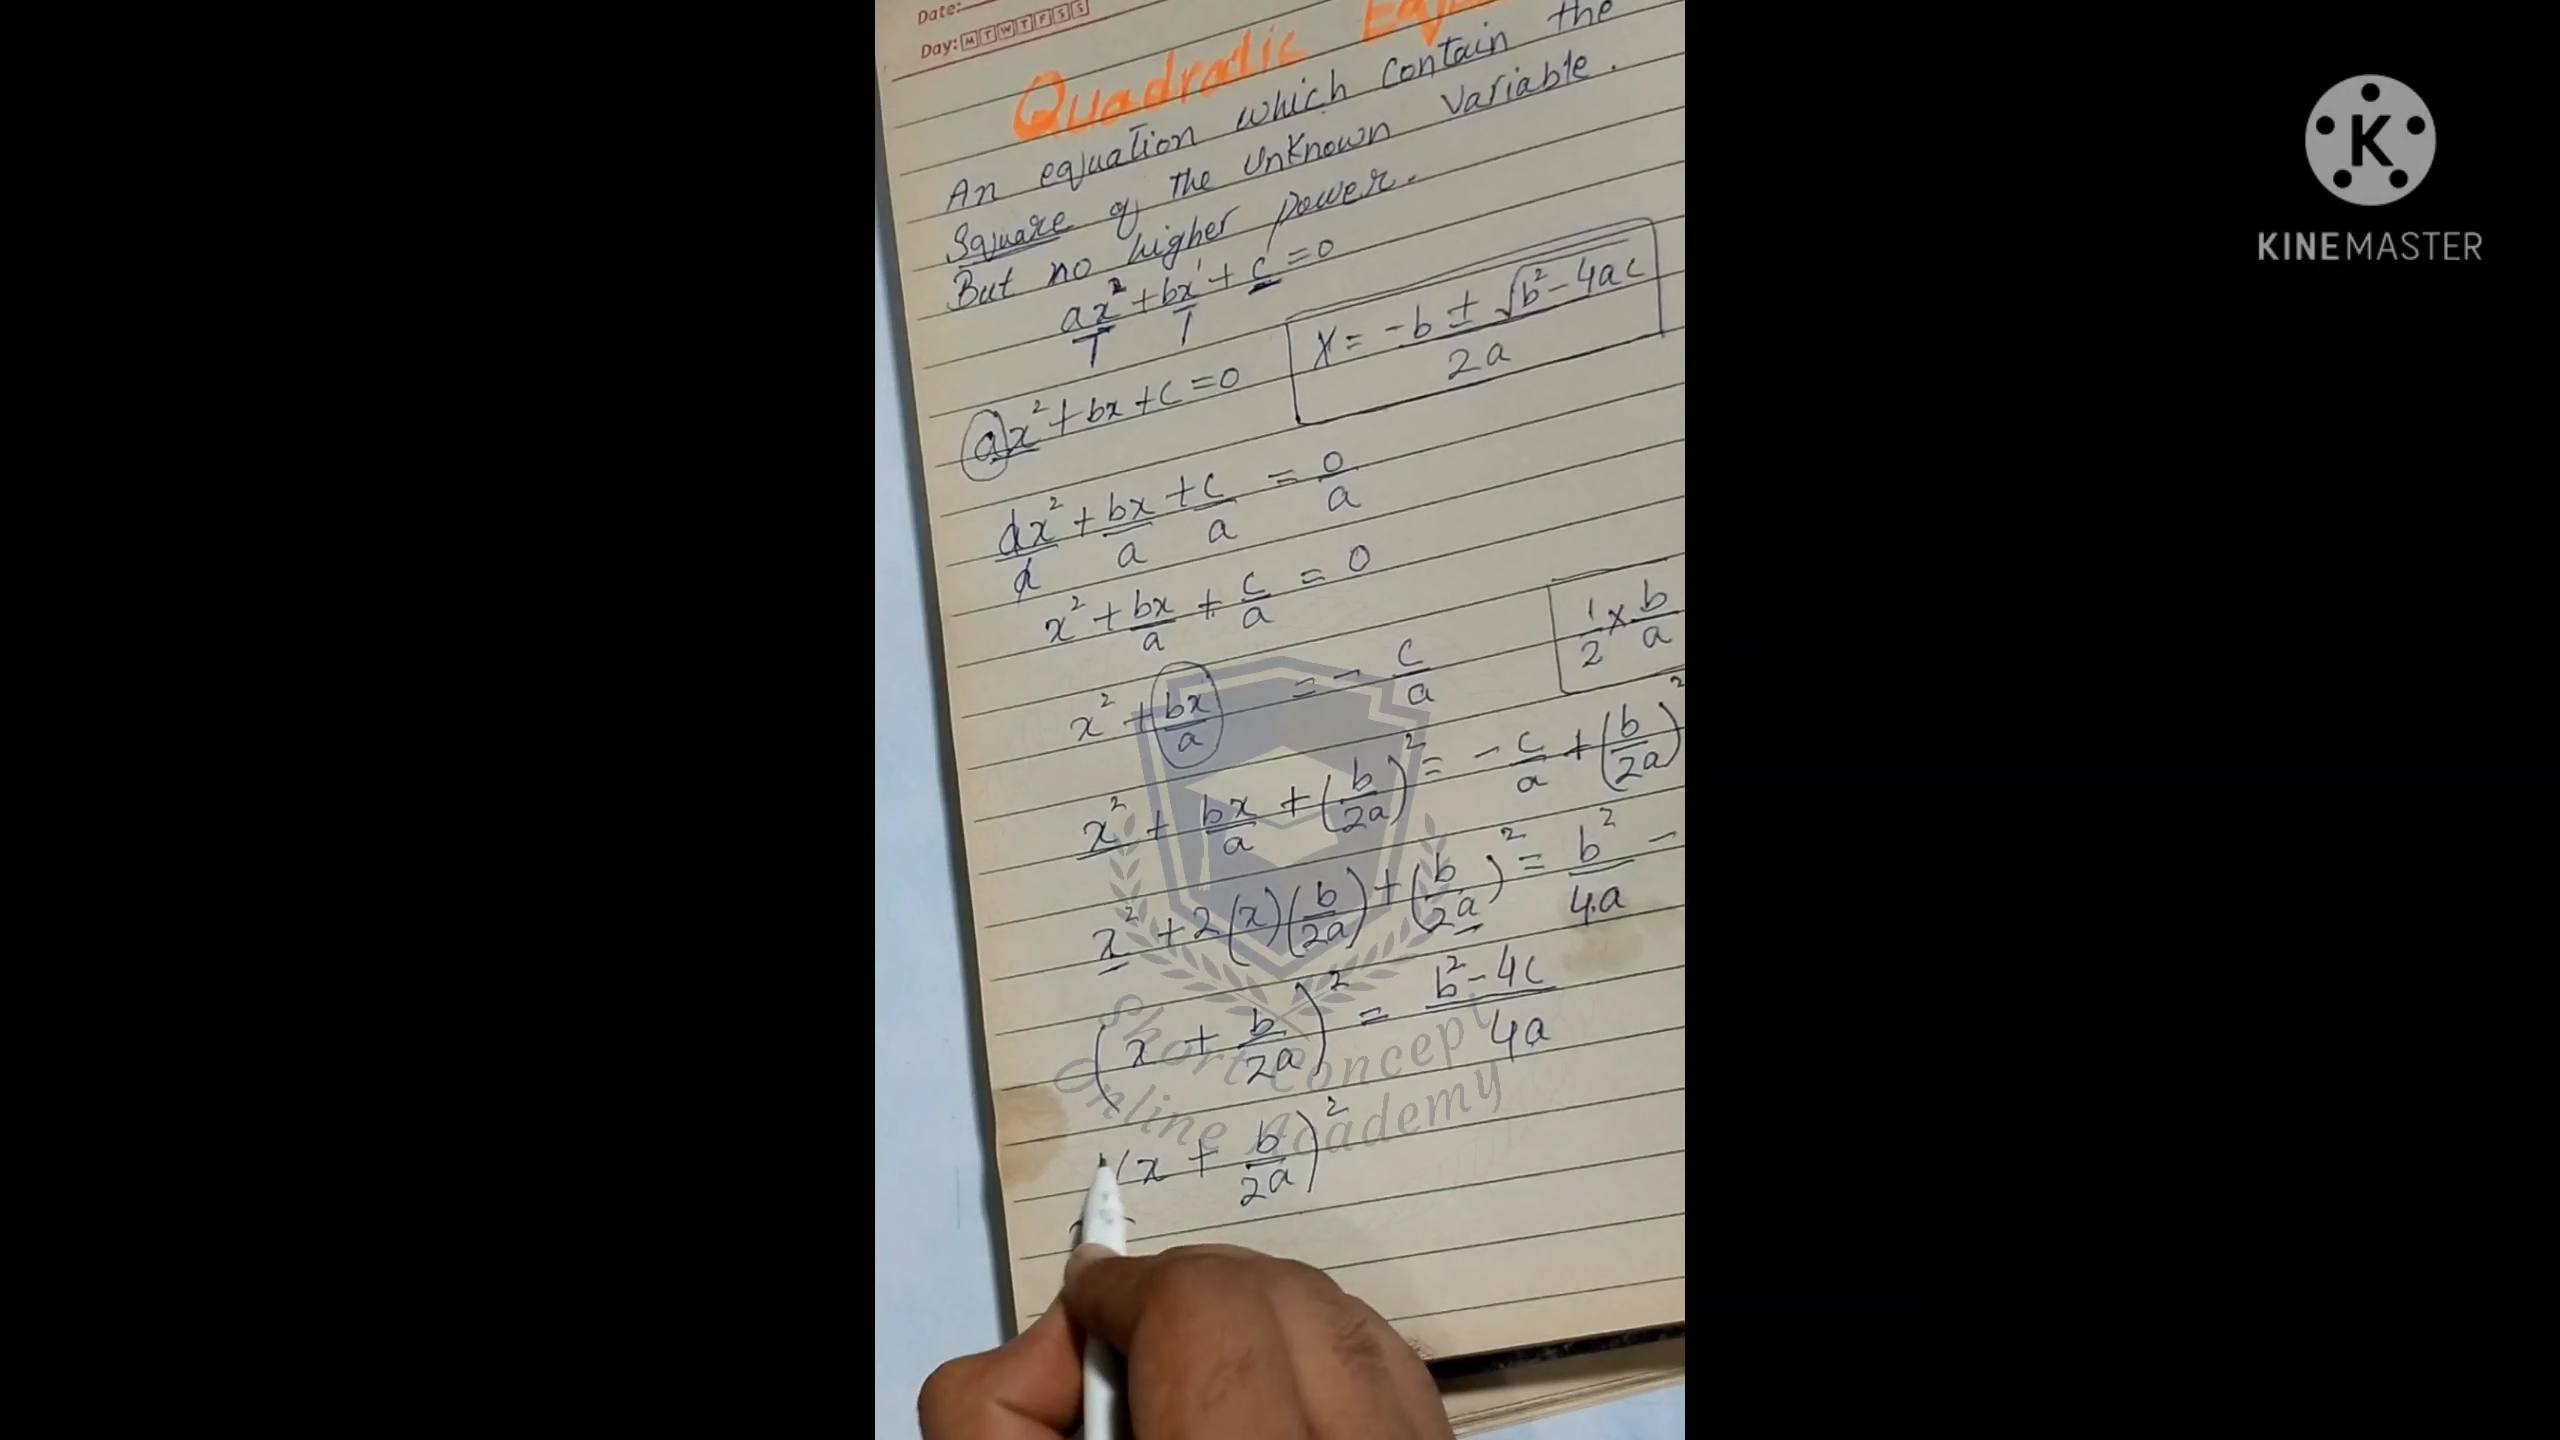 Date:
Day: M T W T F S S
Quadratic
An equation which contain the
Square of the unknown variable.
But no higher power.
ax² + bx¹ + c = 0
x = -b ± √b² - 4ac / 2a
ax² + bx + c = 0
ax²/a + bx/a + c/a = 0/a
x² + bx/a + c/a = 0
1/2 × b/a
x² + bx/a = - c/a
x² + bx/a + (b/2a)² = - c/a + (b/2a)²
x² + 2(x)(b/2a) + (b/2a)² = b²/4a -
(x + b/2a)² = b² - 4c / 4a
(x + b/2a)²
Short Concept
Online Academy
KINEMASTER